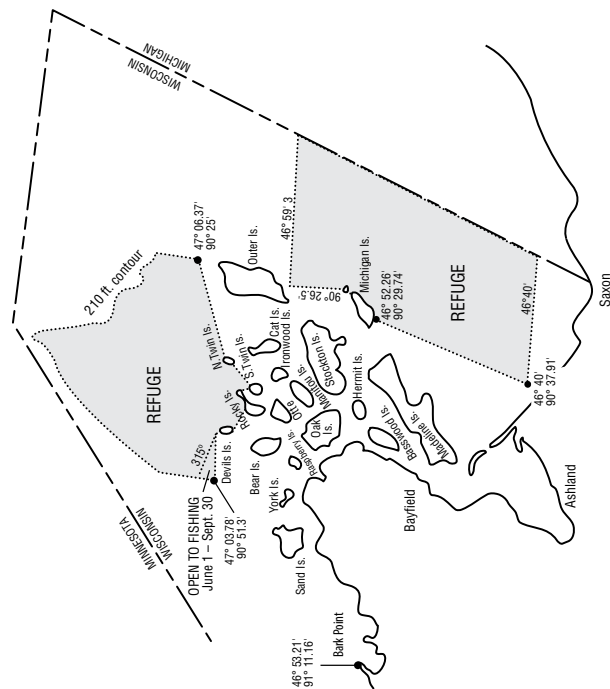 MINNESOTA
WISCONSIN
WISCONSIN
MICHIGAN
210 ft. contour
REFUGE
47° 06.37'
90° 25'
OPEN TO FISHING
June 1 – Sept. 30
315°
47° 03.78'
90° 51.3'
Devils Is.
N.Twin Is.
S.Twin Is.
Rocky Is.
Outer Is.
Cat Is.
Ironwood Is.
Otte
Manitou Is.
Stockton Is.
Bear Is.
Raspberry Is.
Oak
Is.
York Is.
Sand Is.
Hermit Is.
Basswood Is.
Madeline Is.
Michigan Is.
46° 59' 3
90° 26.5'
46° 52.26
90° 29.74'
REFUGE
46°40'
46° 40'
90° 37.91'
Bayfield
Ashland
Saxon
Bark Point
46° 53.21'
91° 11.16'